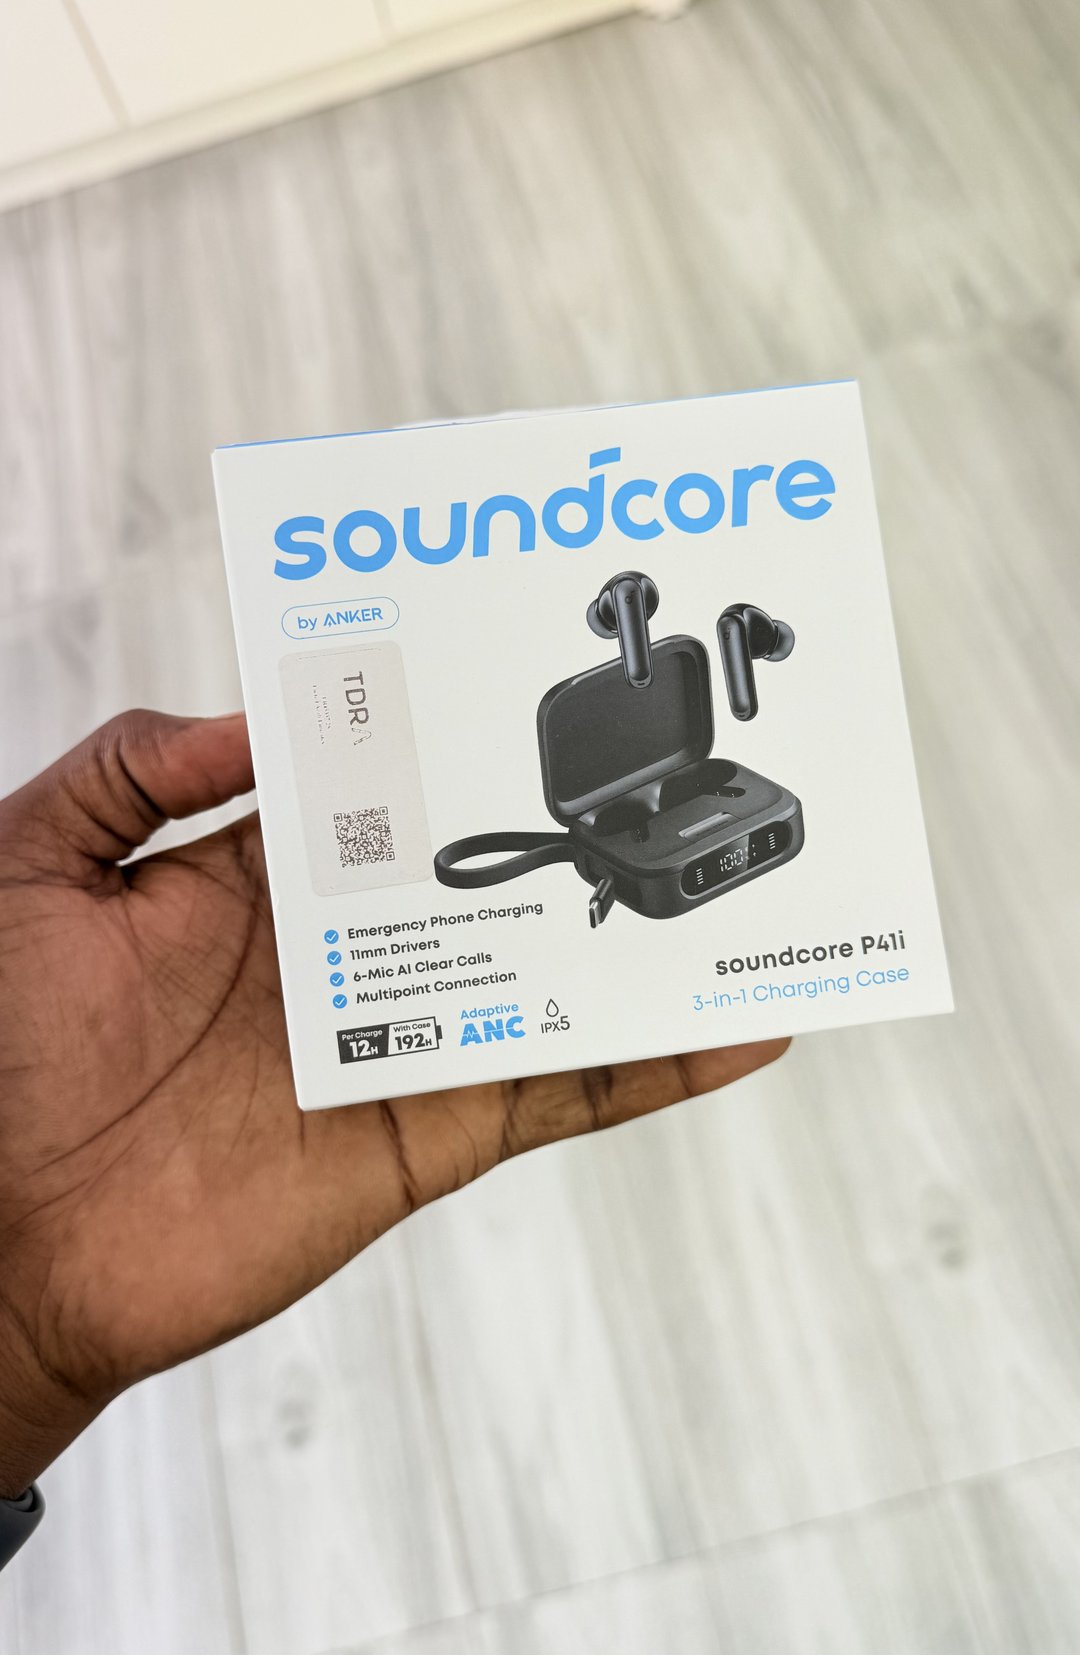 soundcore
by ANKER
TDRA
100%
Emergency Phone Charging
11mm Drivers
6-Mic AI Clear Calls
Multipoint Connection
Per Charge
12H
With Case
192H
Adaptive
ANC
IPX5
soundcore P41i
3-in-1 Charging Case